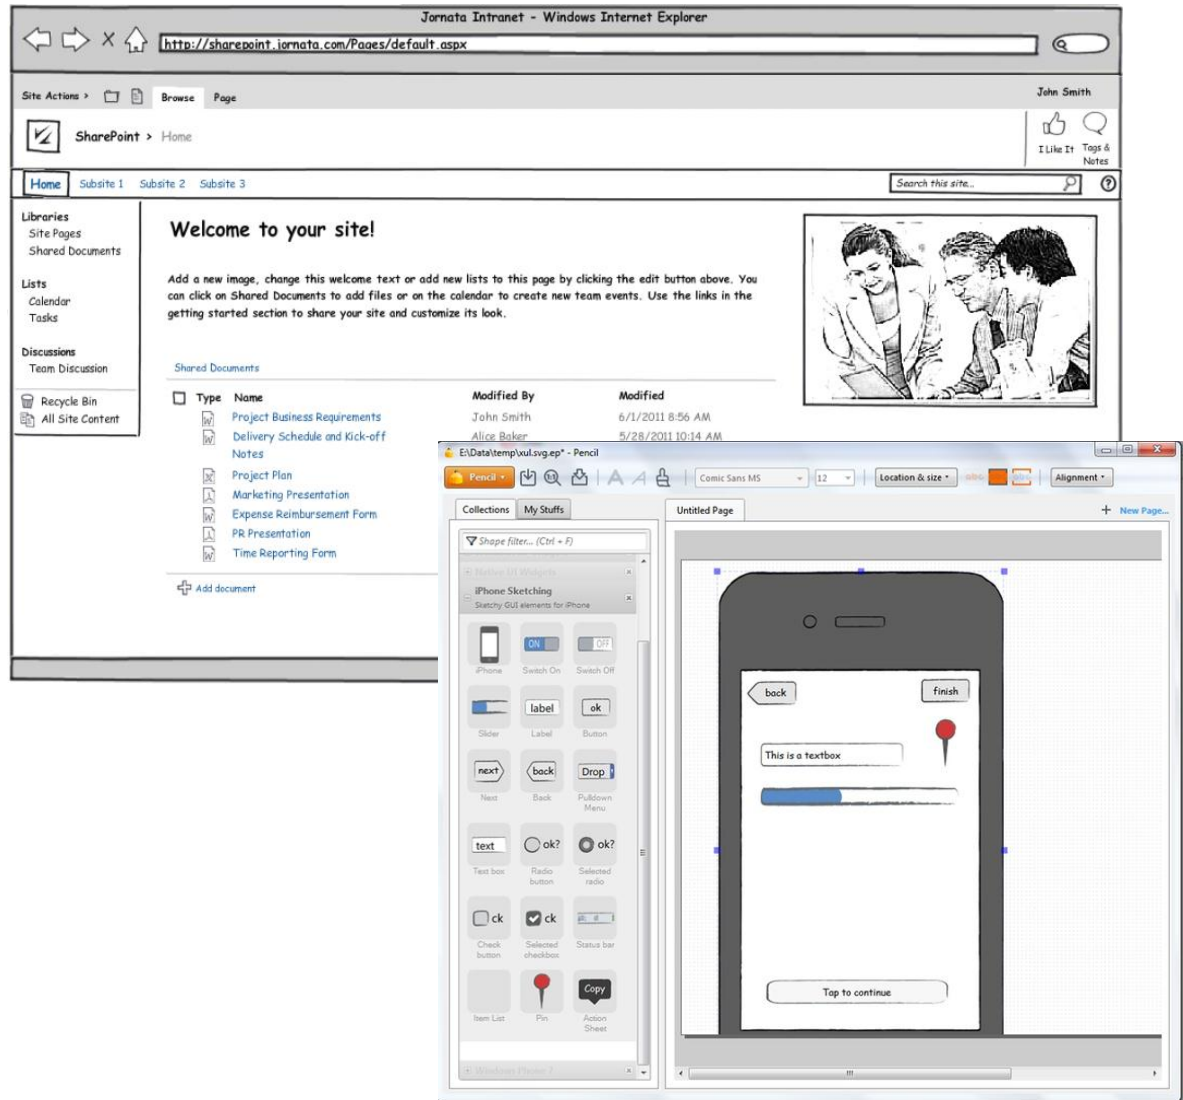 Jornata Intranet - Windows Internet Explorer
http://sharepoint.jornata.com/Pages/default.aspx
Site Actions > Browse Page John Smith
SharePoint > Home
I Like It Tags & Notes
Home Subsite 1 Subsite 2 Subsite 3 Search this site...
Libraries
Site Pages
Shared Documents
Lists
Calendar
Tasks
Discussions
Team Discussion
Recycle Bin
All Site Content
Welcome to your site!
Add a new image, change this welcome text or add new lists to this page by clicking the edit button above. You
can click on Shared Documents to add files or on the calendar to create new team events. Use the links in the
getting started section to share your site and customize its look.
Shared Documents
Type Name Modified By Modified
Project Business Requirements John Smith 6/1/2011 8:56 AM
Delivery Schedule and Kick-off Alice Baker 5/28/2011 10:14 AM
Notes
Project Plan
Marketing Presentation
Expense Reimbursement Form
PR Presentation
Time Reporting Form
Add document
E:\Data\temp\xul.svg.ep* - Pencil
Pencil 1:1 A A Comic Sans MS 12 Location & size abc Alignment
Collections My Stuffs
Shape filter... (Ctrl + F)
Native UI Widgets
iPhone Sketching
Sketchy GUI elements for iPhone
ON OFF
iPhone Switch On Switch Off
label ok
Slider Label Button
next back Drop
Next Back Pulldown
Menu
text ok? ok?
Text box Radio Selected
button radio
ck ck
Check Selected Status bar
button checkbox
Copy
Item List Pin Action
Sheet
Windows Phone 7
Untitled Page + New Page...
back finish
This is a textbox
Tap to continue